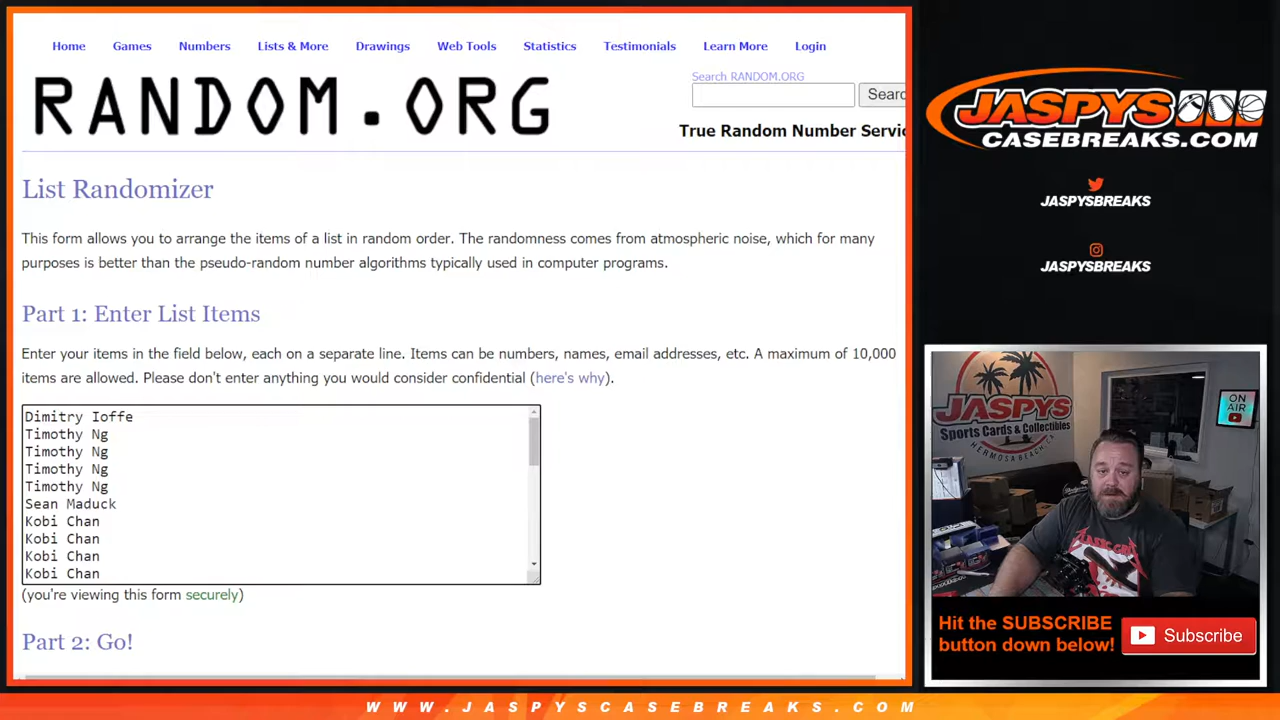 Home Games Numbers Lists & More Drawings Web Tools Statistics Testimonials Learn More Login
RANDOM.ORG
Search RANDOM.ORG
Searc
True Random Number Servic
List Randomizer
This form allows you to arrange the items of a list in random order. The randomness comes from atmospheric noise, which for many
purposes is better than the pseudo-random number algorithms typically used in computer programs.
Part 1: Enter List Items
Enter your items in the field below, each on a separate line. Items can be numbers, names, email addresses, etc. A maximum of 10,000
items are allowed. Please don't enter anything you would consider confidential (here's why).
Dimitry Ioffe
Timothy Ng
Timothy Ng
Timothy Ng
Timothy Ng
Sean Maduck
Kobi Chan
Kobi Chan
Kobi Chan
Kobi Chan
(you're viewing this form securely)
Part 2: Go!
JASPYS
CASEBREAKS.COM
JASPYSBREAKS
JASPYSBREAKS
JASPYS
Sports Cards & Collectibles
HERMOSA BEACH, CA
ON
AIR
Hit the SUBSCRIBE
button down below!
Subscribe
WWW.JASPYSCASEBREAKS.COM